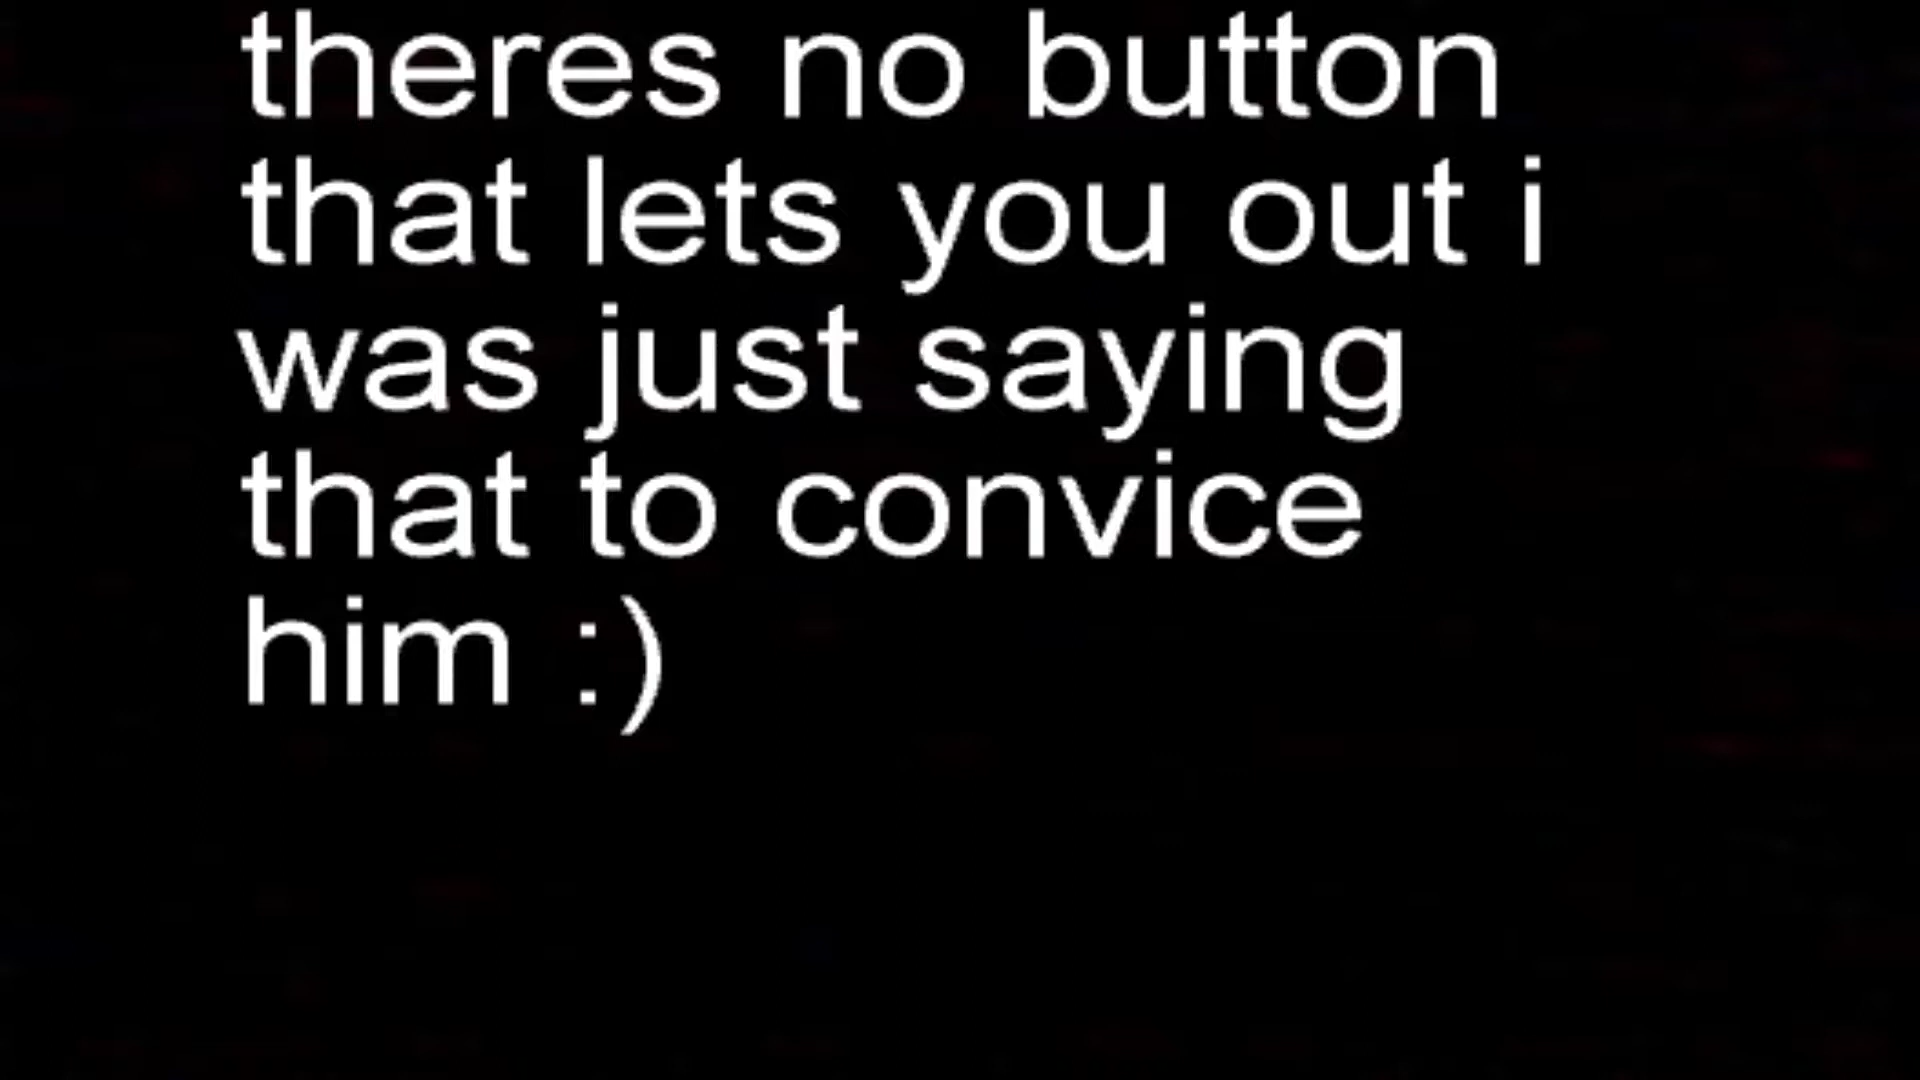 theres no button
that lets you out i
was just saying
that to convice
him :)